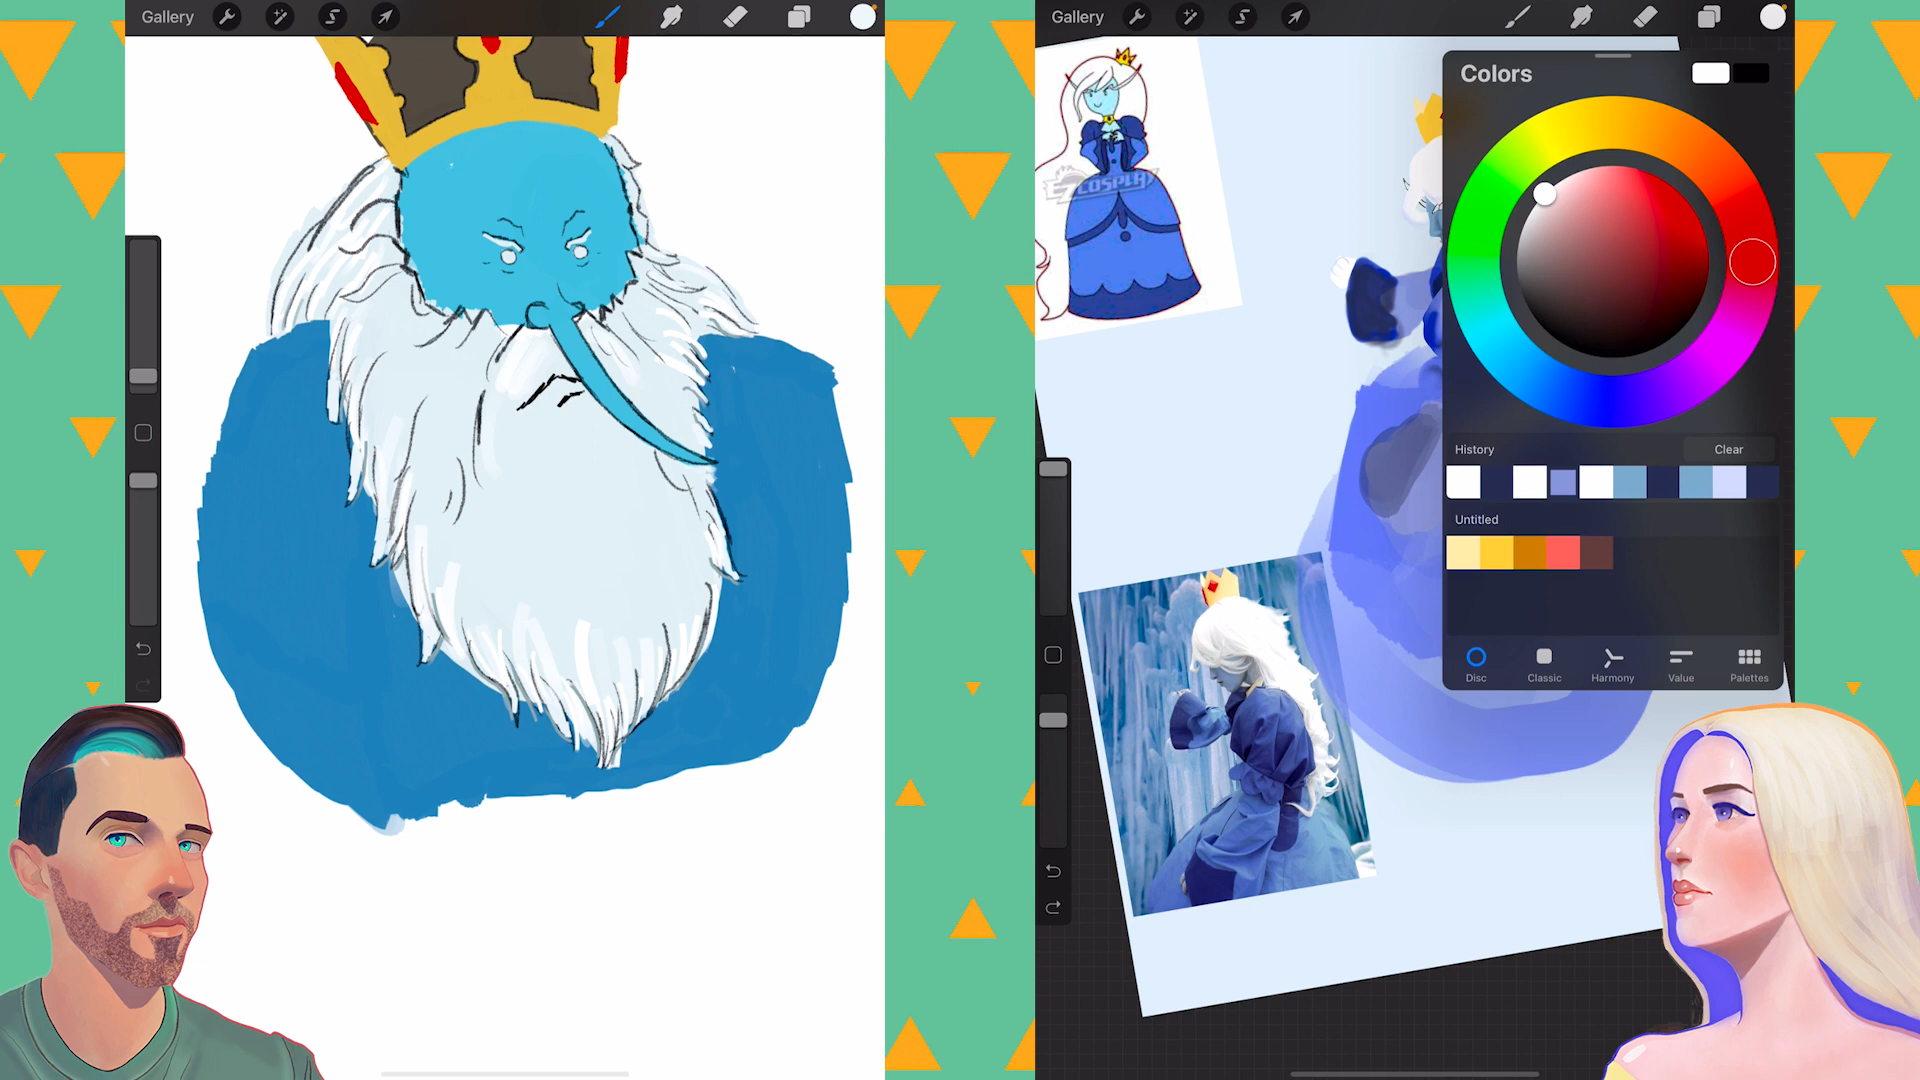 Gallery
Gallery
Colors
History
Clear
Untitled
Disc
Classic
Harmony
Value
Palettes